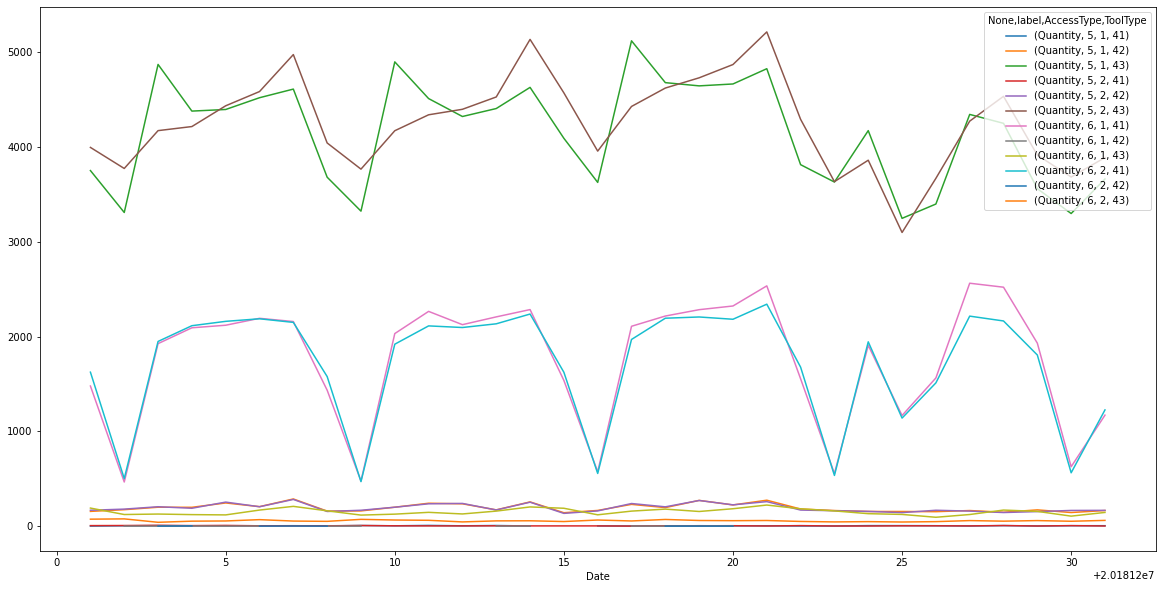 None,label,AccessType,ToolType
(Quantity, 5, 1, 41)
(Quantity, 5, 1, 42)
(Quantity, 5, 1, 43)
(Quantity, 5, 2, 41)
(Quantity, 5, 2, 42)
(Quantity, 5, 2, 43)
(Quantity, 6, 1, 41)
(Quantity, 6, 1, 42)
(Quantity, 6, 1, 43)
(Quantity, 6, 2, 41)
(Quantity, 6, 2, 42)
(Quantity, 6, 2, 43)
5000
4000
3000
2000
1000
0
0 5 10 15 20 25 30
Date
+2.01812e7